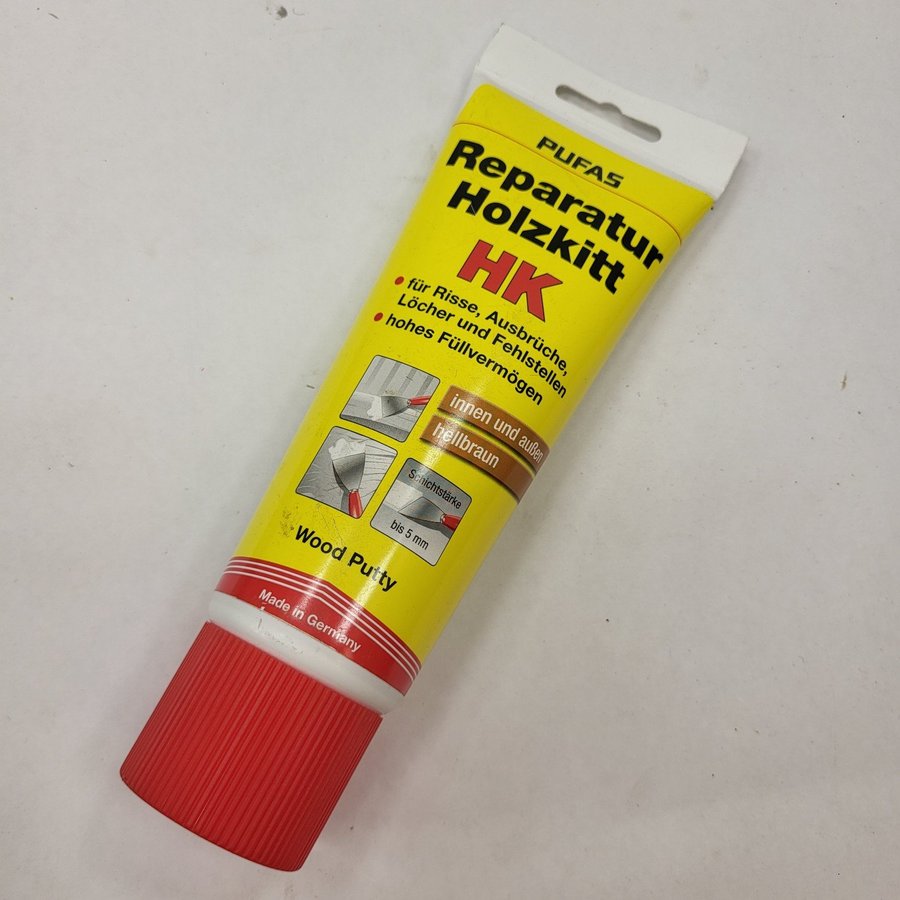 PUFAS
Reparatur
Holzkitt
HK
• für Risse, Ausbrüche,
Löcher und Fehlstellen
• hohes Füllvermögen
innen und außen
hellbraun
Schichtstärke
bis 5 mm
Wood Putty
Made in Germany